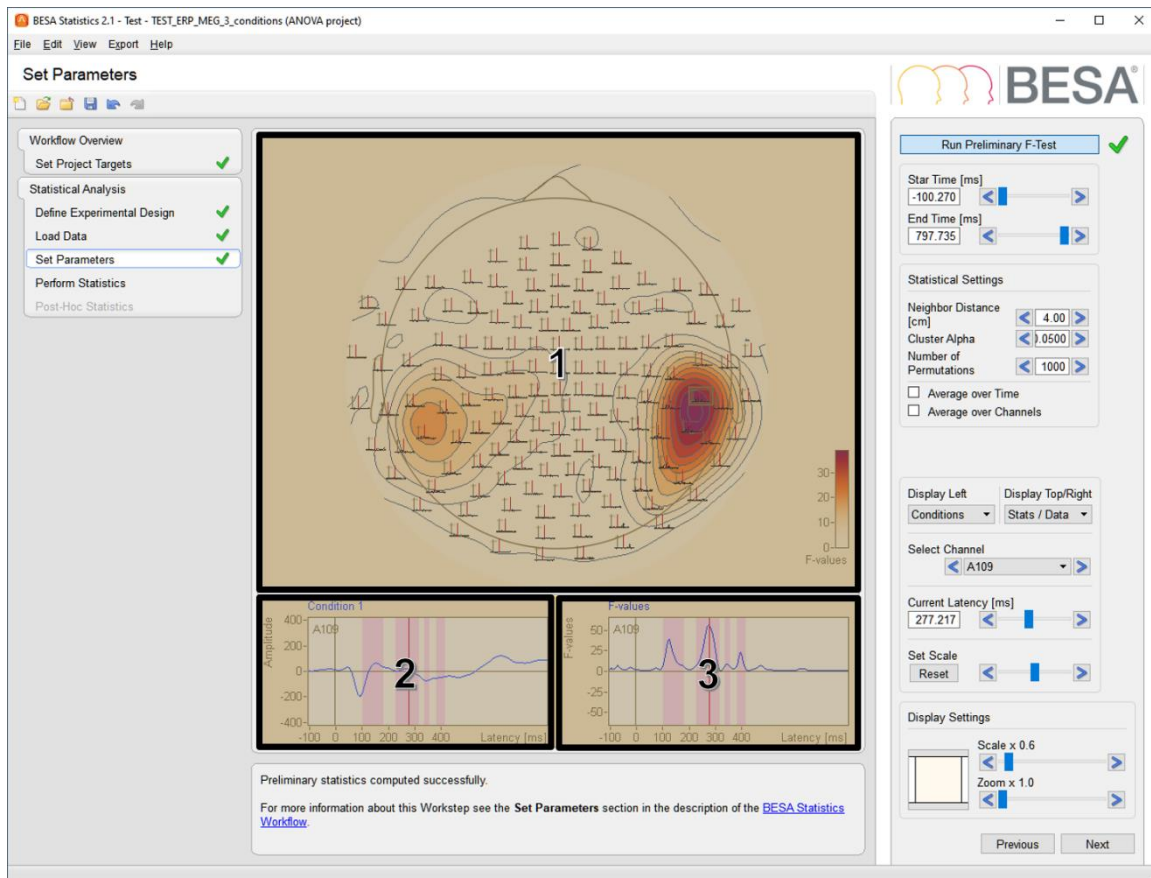 BESA Statistics 2.1 - Test - TEST_ERP_MEG_3_conditions (ANOVA project)
File Edit View Export Help
Set Parameters
BESA®
Workflow Overview
Set Project Targets
Statistical Analysis
Define Experimental Design
Load Data
Set Parameters
Perform Statistics
Post-Hoc Statistics
1
30
20
10
0
F-values
Condition 1
Amplitude
A109
400
200
0
-200
-400
2
-100 0 100 200 300 400 Latency [ms]
F-values
F-values
A109
50
25
0
-25
-50
3
-100 0 100 200 300 400 Latency [ms]
Preliminary statistics computed successfully.
For more information about this Workstep see the Set Parameters section in the description of the BESA Statistics
Workflow.
Run Preliminary F-Test
Star Time [ms]
-100.270
End Time [ms]
797.735
Statistical Settings
Neighbor Distance
[cm] 4.00
Cluster Alpha 0.0500
Number of
Permutations 1000
Average over Time
Average over Channels
Display Left Display Top/Right
Conditions Stats / Data
Select Channel
A109
Current Latency [ms]
277.217
Set Scale
Reset
Display Settings
Scale x 0.6
Zoom x 1.0
Previous Next